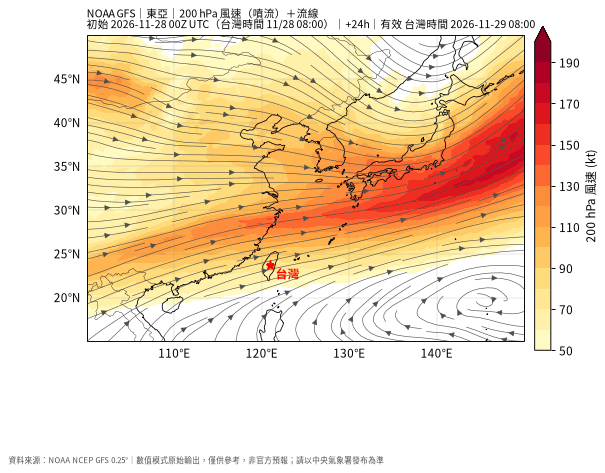 NOAA GFS｜東亞｜200 hPa 風速（噴流）＋流線
初始 2026-11-28 00Z UTC（台灣時間 11/28 08:00）｜+24h｜有效 台灣時間 2026-11-29 08:00
45°N
40°N
35°N
30°N
25°N
20°N
110°E
120°E
130°E
140°E
台灣
190
170
150
130
110
90
70
50
200 hPa 風速 (kt)
資料來源：NOAA NCEP GFS 0.25°｜數值模式原始輸出，僅供參考，非官方預報；請以中央氣象署發布為準